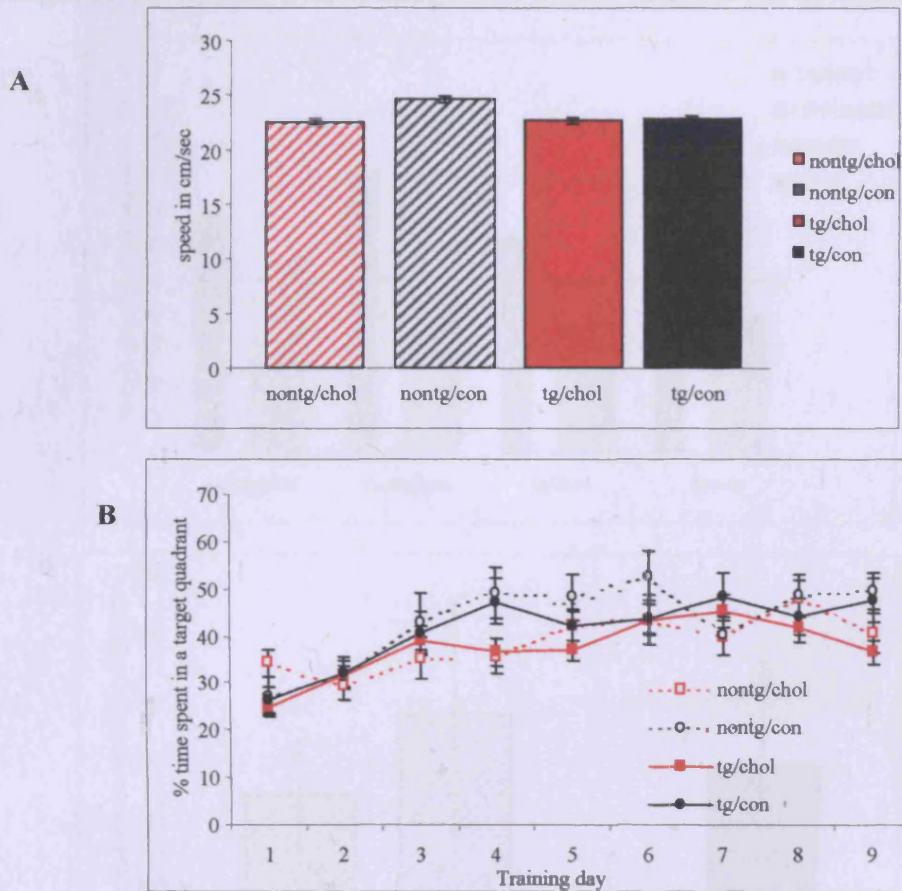 A
speed in cm/sec
30
25
20
15
10
5
0
nontg/chol nontg/con tg/chol tg/con
nontg/chol
nontg/con
tg/chol
tg/con
B
% time spent in a target quadrant
70
60
50
40
30
20
10
0
nontg/chol
nontg/con
tg/chol
tg/con
1 2 3 4 5 6 7 8 9
Training day